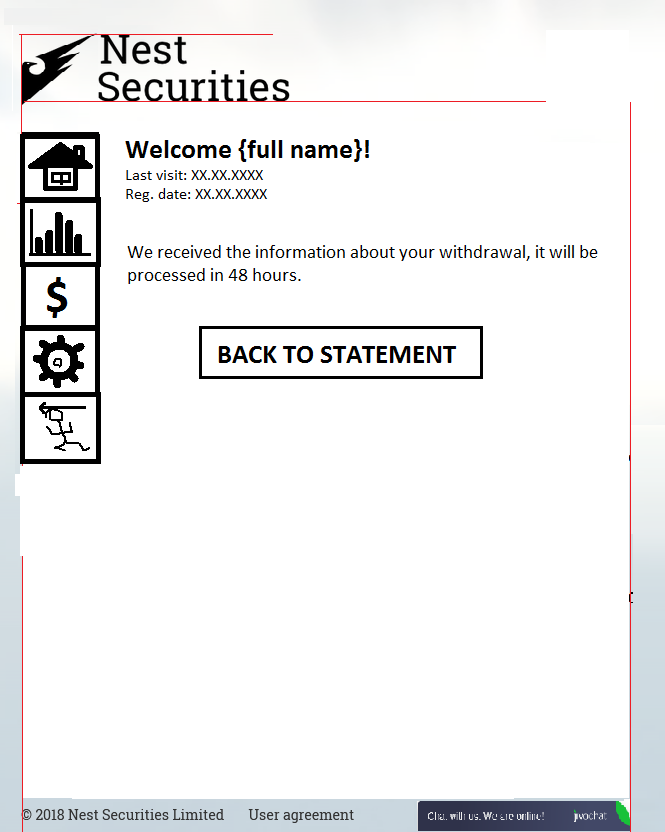 Nest
Securities
Welcome {full name}!
Last visit: XX.XX.XXXX
Reg. date: XX.XX.XXXX
We received the information about your withdrawal, it will be
processed in 48 hours.
$
BACK TO STATEMENT
© 2018 Nest Securities Limited User agreement
Chat with us. We are online! jivochat